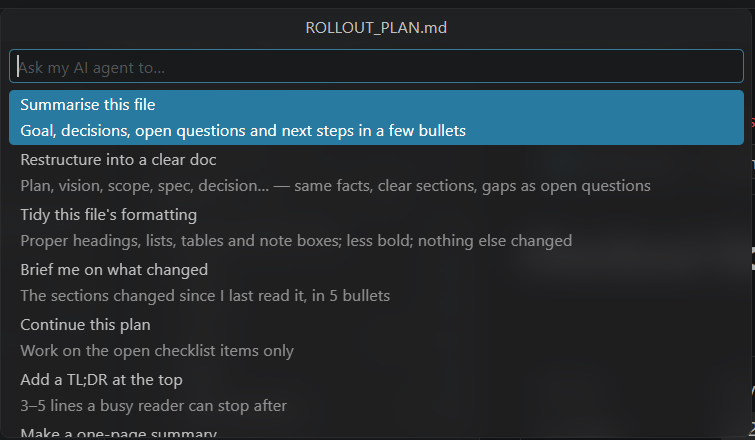 ROLLOUT_PLAN.md
Ask my AI agent to...
Summarise this file
Goal, decisions, open questions and next steps in a few bullets
Restructure into a clear doc
Plan, vision, scope, spec, decision... — same facts, clear sections, gaps as open questions
Tidy this file's formatting
Proper headings, lists, tables and note boxes; less bold; nothing else changed
Brief me on what changed
The sections changed since I last read it, in 5 bullets
Continue this plan
Work on the open checklist items only
Add a TL;DR at the top
3–5 lines a busy reader can stop after
Make a one-page summary